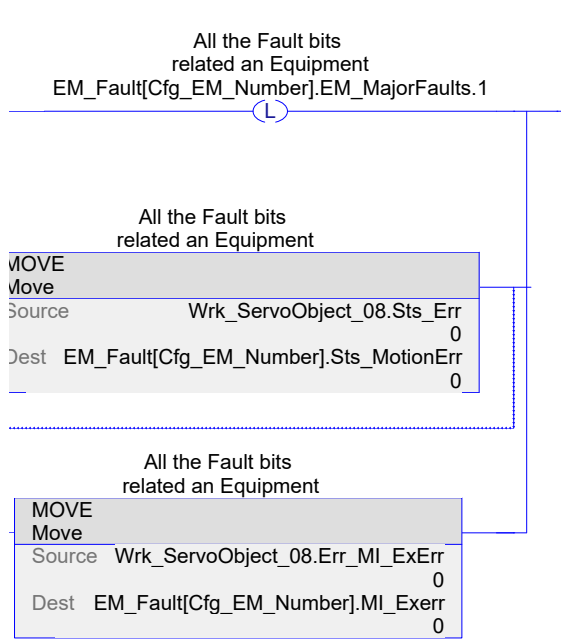 All the Fault bits
related an Equipment
EM_Fault[Cfg_EM_Number].EM_MajorFaults.1
L
All the Fault bits
related an Equipment
MOVE
Move
Source Wrk_ServoObject_08.Sts_Err
0
Dest EM_Fault[Cfg_EM_Number].Sts_MotionErr
0
All the Fault bits
related an Equipment
MOVE
Move
Source Wrk_ServoObject_08.Err_MI_ExErr
0
Dest EM_Fault[Cfg_EM_Number].MI_Exerr
0